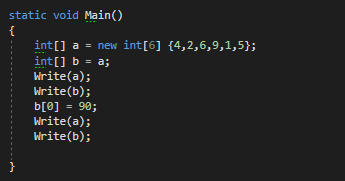 static void Main()
{
int[] a = new int[6] {4,2,6,9,1,5};
int[] b = a;
Write(a);
Write(b);
b[0] = 90;
Write(a);
Write(b);
}